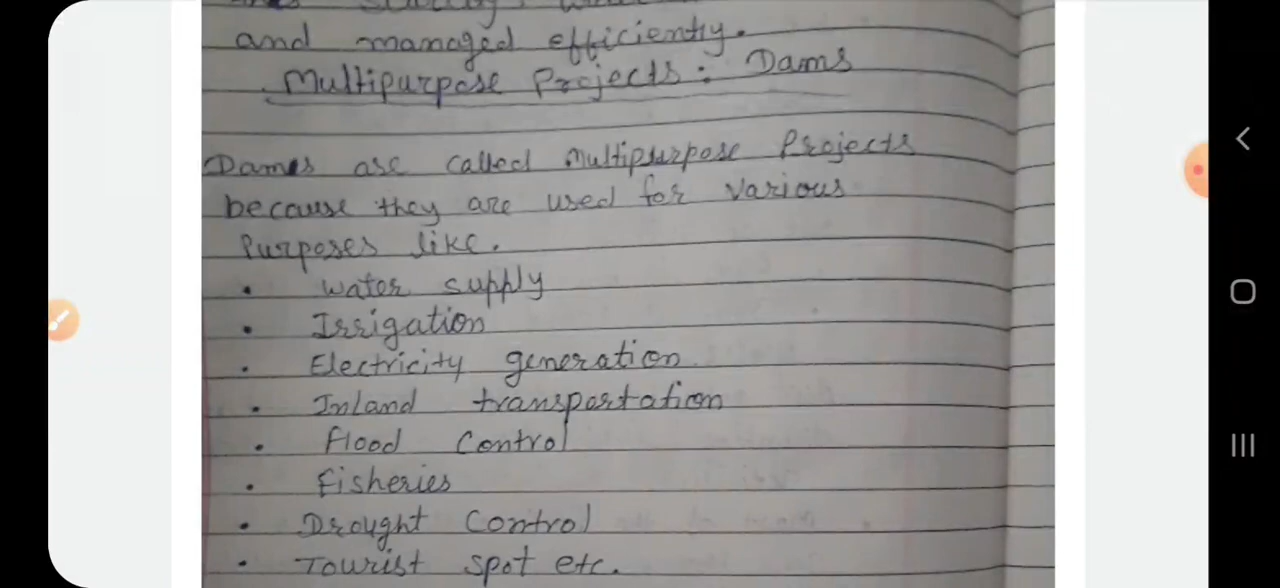 and managed efficiently.
Multipurpose Projects: Dams
Dams are called Multipurpose Projects
because they are used for various
Purposes like.
• water supply
• Irrigation
• Electricity generation
• Inland transportation
• Flood Control
• Fisheries
• Drought Control
• Tourist spot etc.